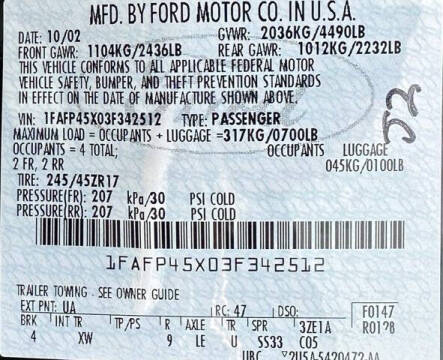 MFD. BY FORD MOTOR CO. IN U.S.A.
DATE: 10/02 GVWR: 2036KG/4490LB
FRONT GAWR: 1104KG/2436LB REAR GAWR: 1012KG/2232LB
THIS VEHICLE CONFORMS TO ALL APPLICABLE FEDERAL MOTOR
VEHICLE SAFETY, BUMPER, AND THEFT PREVENTION STANDARDS
IN EFFECT ON THE DATE OF MANUFACTURE SHOWN ABOVE.
52
VIN: 1FAFP45X03F342512 TYPE: PASSENGER
MAXIMUM LOAD = OCCUPANTS + LUGGAGE =317KG/0700LB
OCCUPANTS = 4 TOTAL; OCCUPANTS LUGGAGE
2 FR, 2 RR 045KG/0100LB
TIRE: 245/45ZR17
PRESSURE(FR): 207 kPa/30 PSI COLD
PRESSURE(RR): 207 kPa/30 PSI COLD
1FAFP45X03F342512
TRAILER TOWING - SEE OWNER GUIDE
EXT PNT: UA RC: 47 DSO: F0147
BRK INT TR TP/PS R AXLE TR SPR 3ZE1A R0128
4 XW 9 LE U SS33 C05